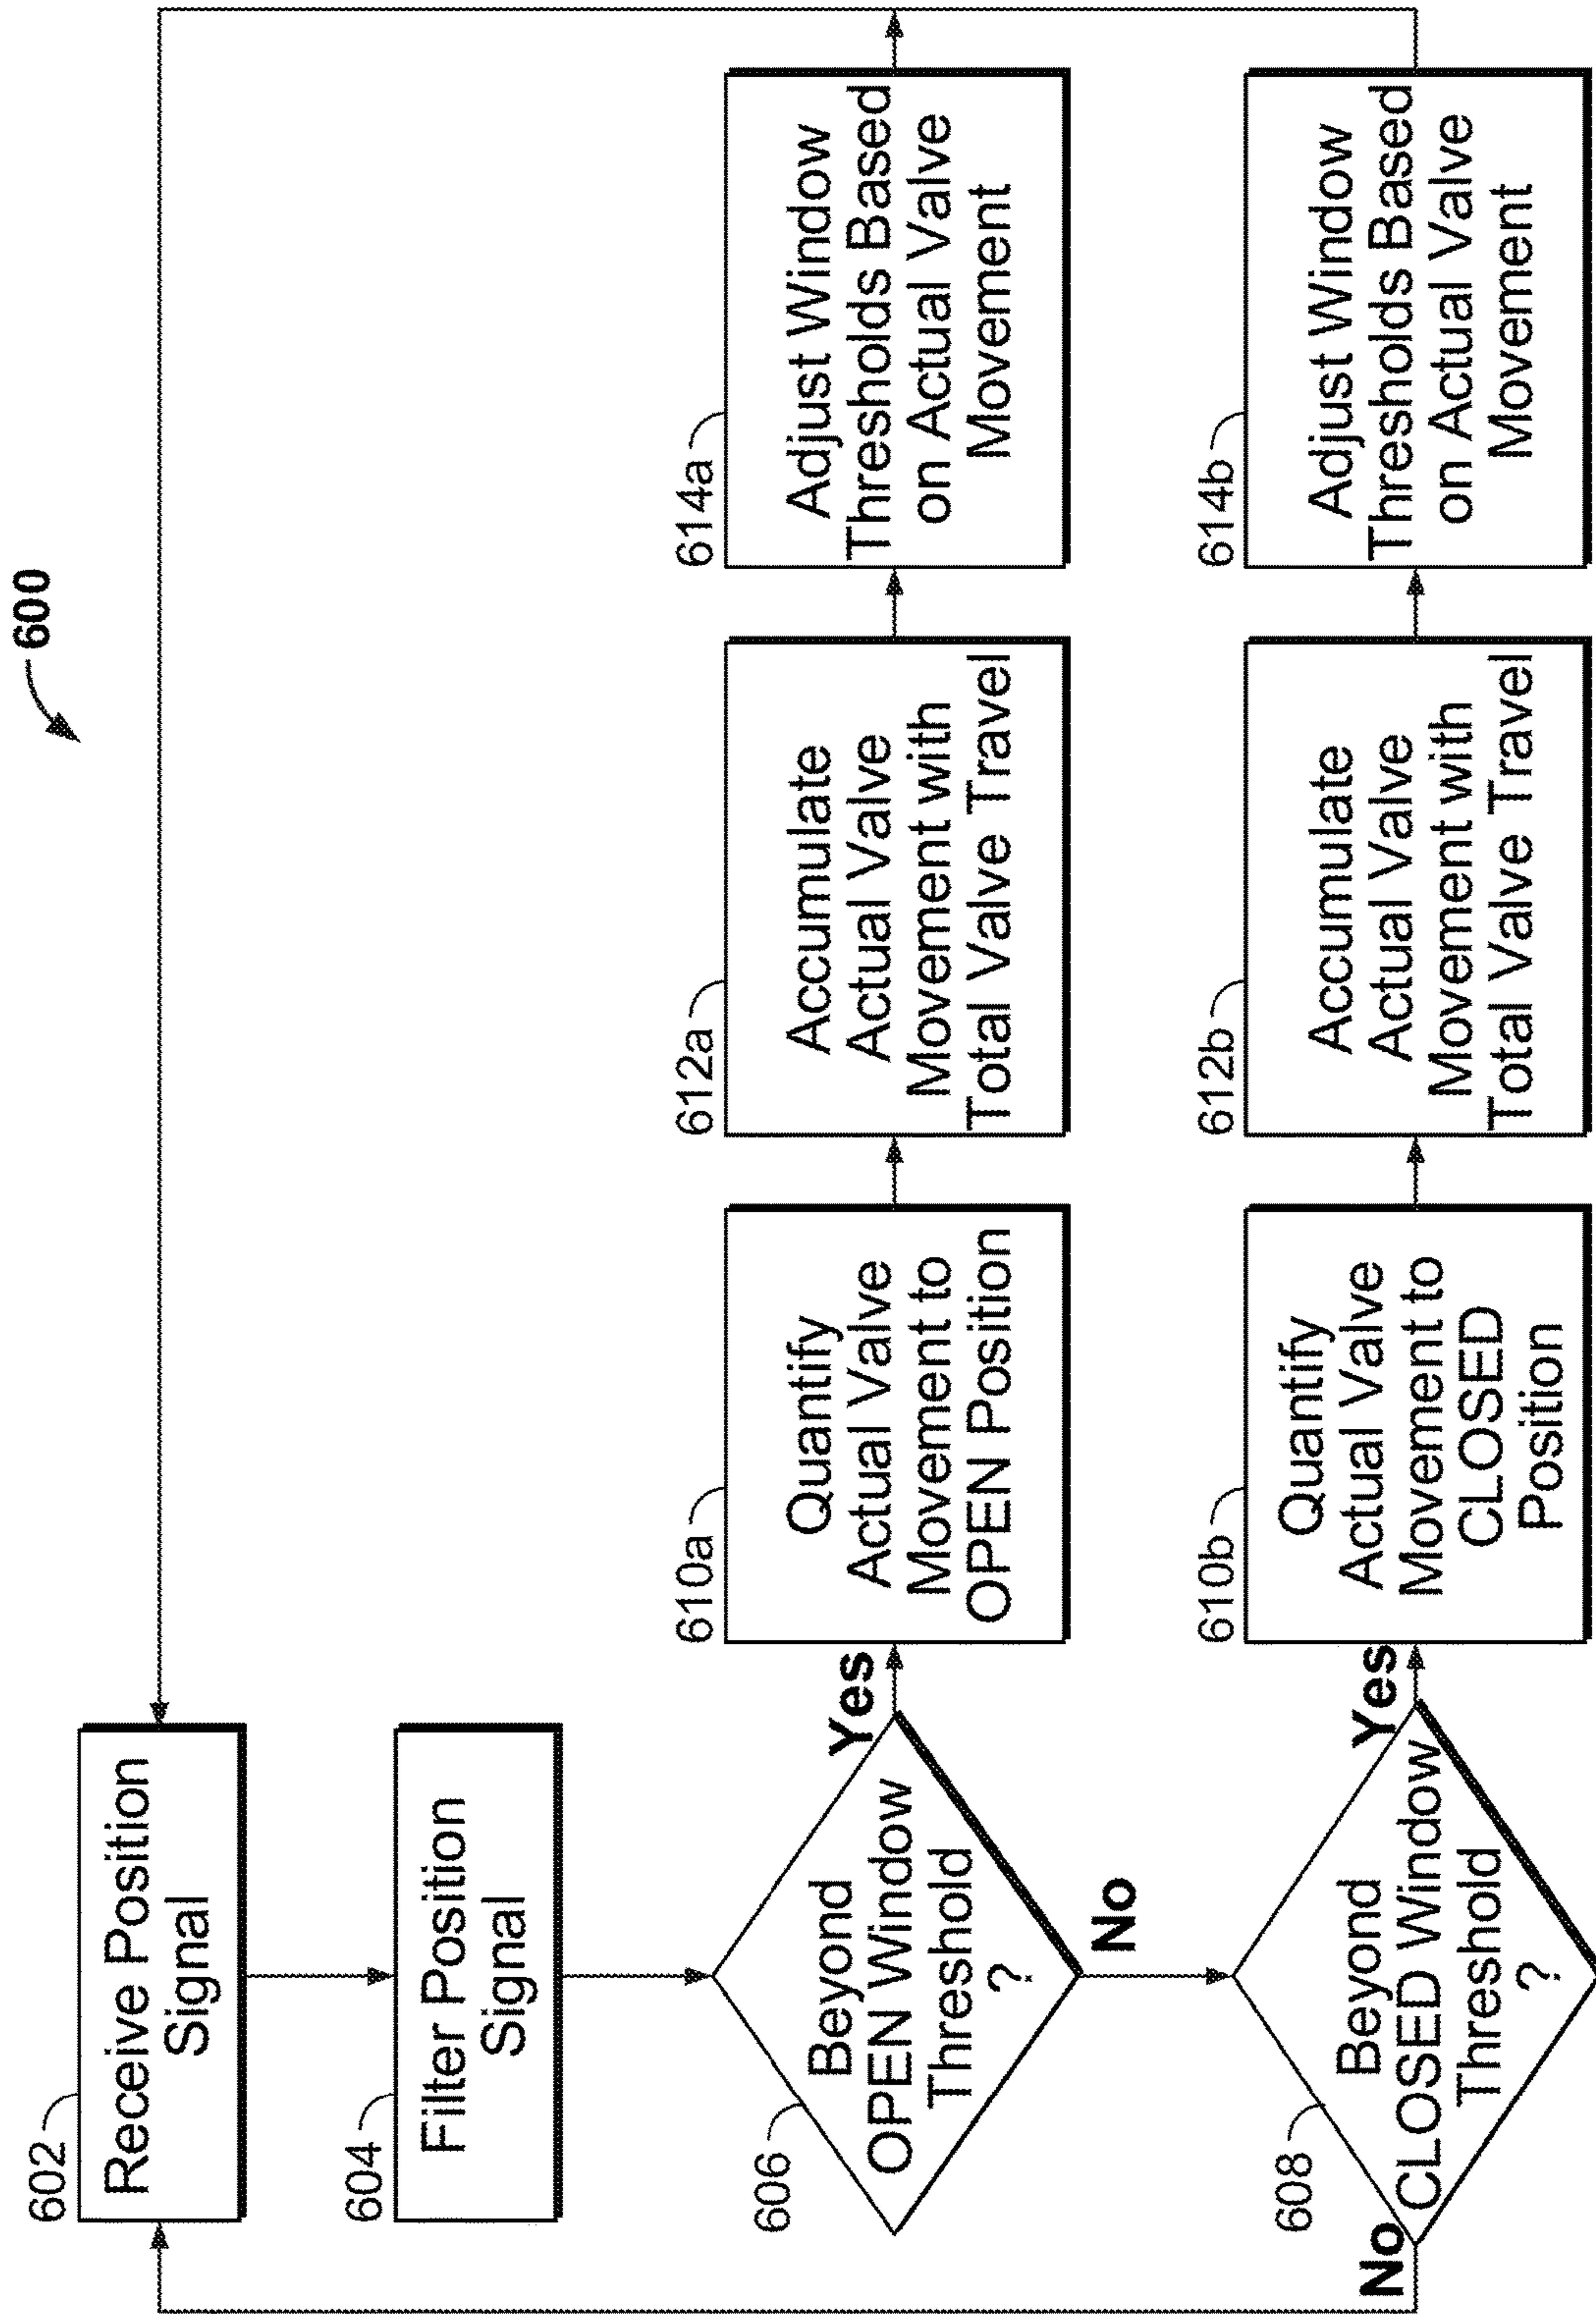 600
602
Receive Position
Signal
604
Filter Position
Signal
606
Beyond
OPEN Window
Threshold
?
Yes
No
610a
Quantify
Actual Valve
Movement to
OPEN Position
612a
Accumulate
Actual Valve
Movement with
Total Valve Travel
614a
Adjust Window
Thresholds Based
on Actual Valve
Movement
608
Beyond
CLOSED Window
Threshold
?
No
Yes
610b
Quantify
Actual Valve
Movement to
CLOSED
Position
612b
Accumulate
Actual Valve
Movement with
Total Valve Travel
614b
Adjust Window
Thresholds Based
on Actual Valve
Movement